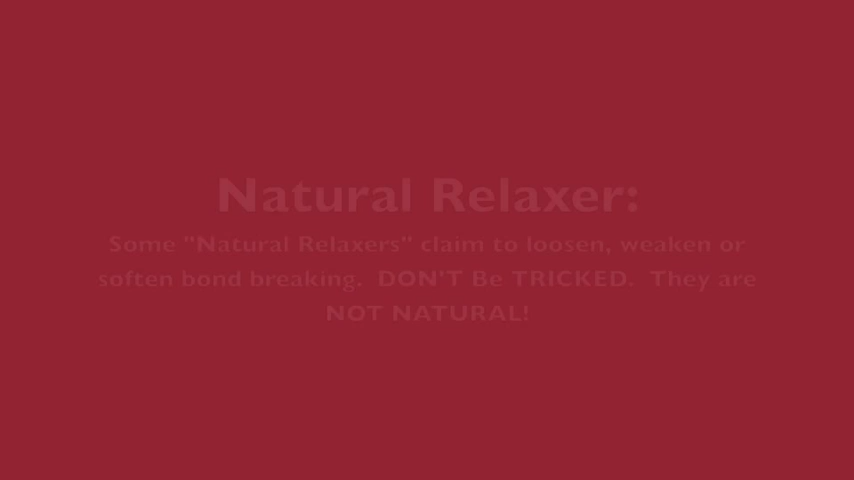 Natural Relaxer:
Some "Natural Relaxers" claim to loosen, weaken or
soften bond breaking.  DON'T Be TRICKED.  They are
NOT NATURAL!